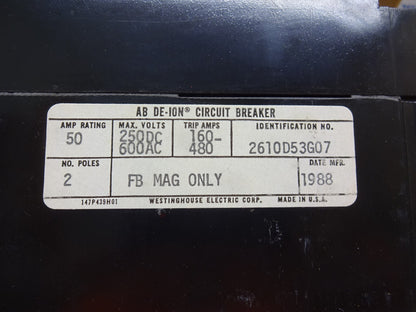 AB DE-ION® CIRCUIT BREAKER
AMP RATING MAX. VOLTS TRIP AMPS IDENTIFICATION NO.
50 250DC 160- 2610D53G07
600AC 480
NO. POLES DATE MFR.
2 FB MAG ONLY 1988
147P439H01 WESTINGHOUSE ELECTRIC CORP. MADE IN U.S.A.